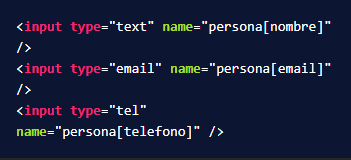 <input type="text" name="persona[nombre]"
/>
<input type="email" name="persona[email]"
/>
<input type="tel"
name="persona[telefono]" />